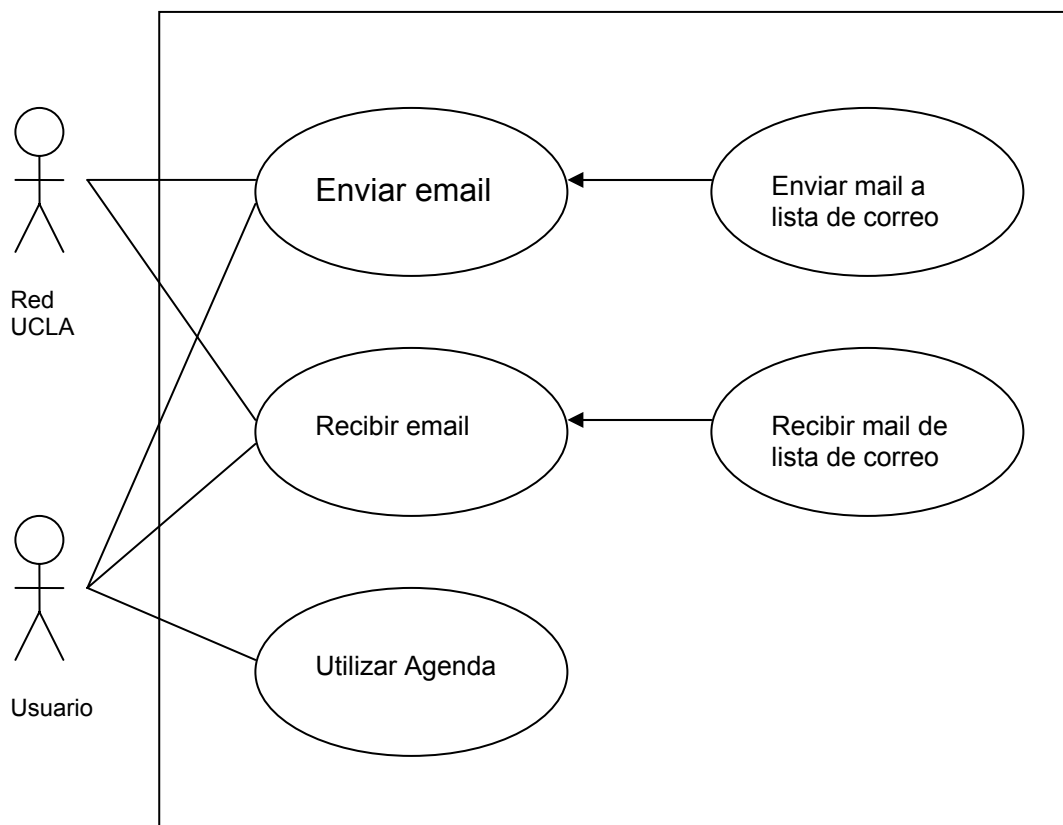 Enviar email
Enviar mail a
lista de correo
Red
UCLA
Recibir email
Recibir mail de
lista de correo
Utilizar Agenda
Usuario